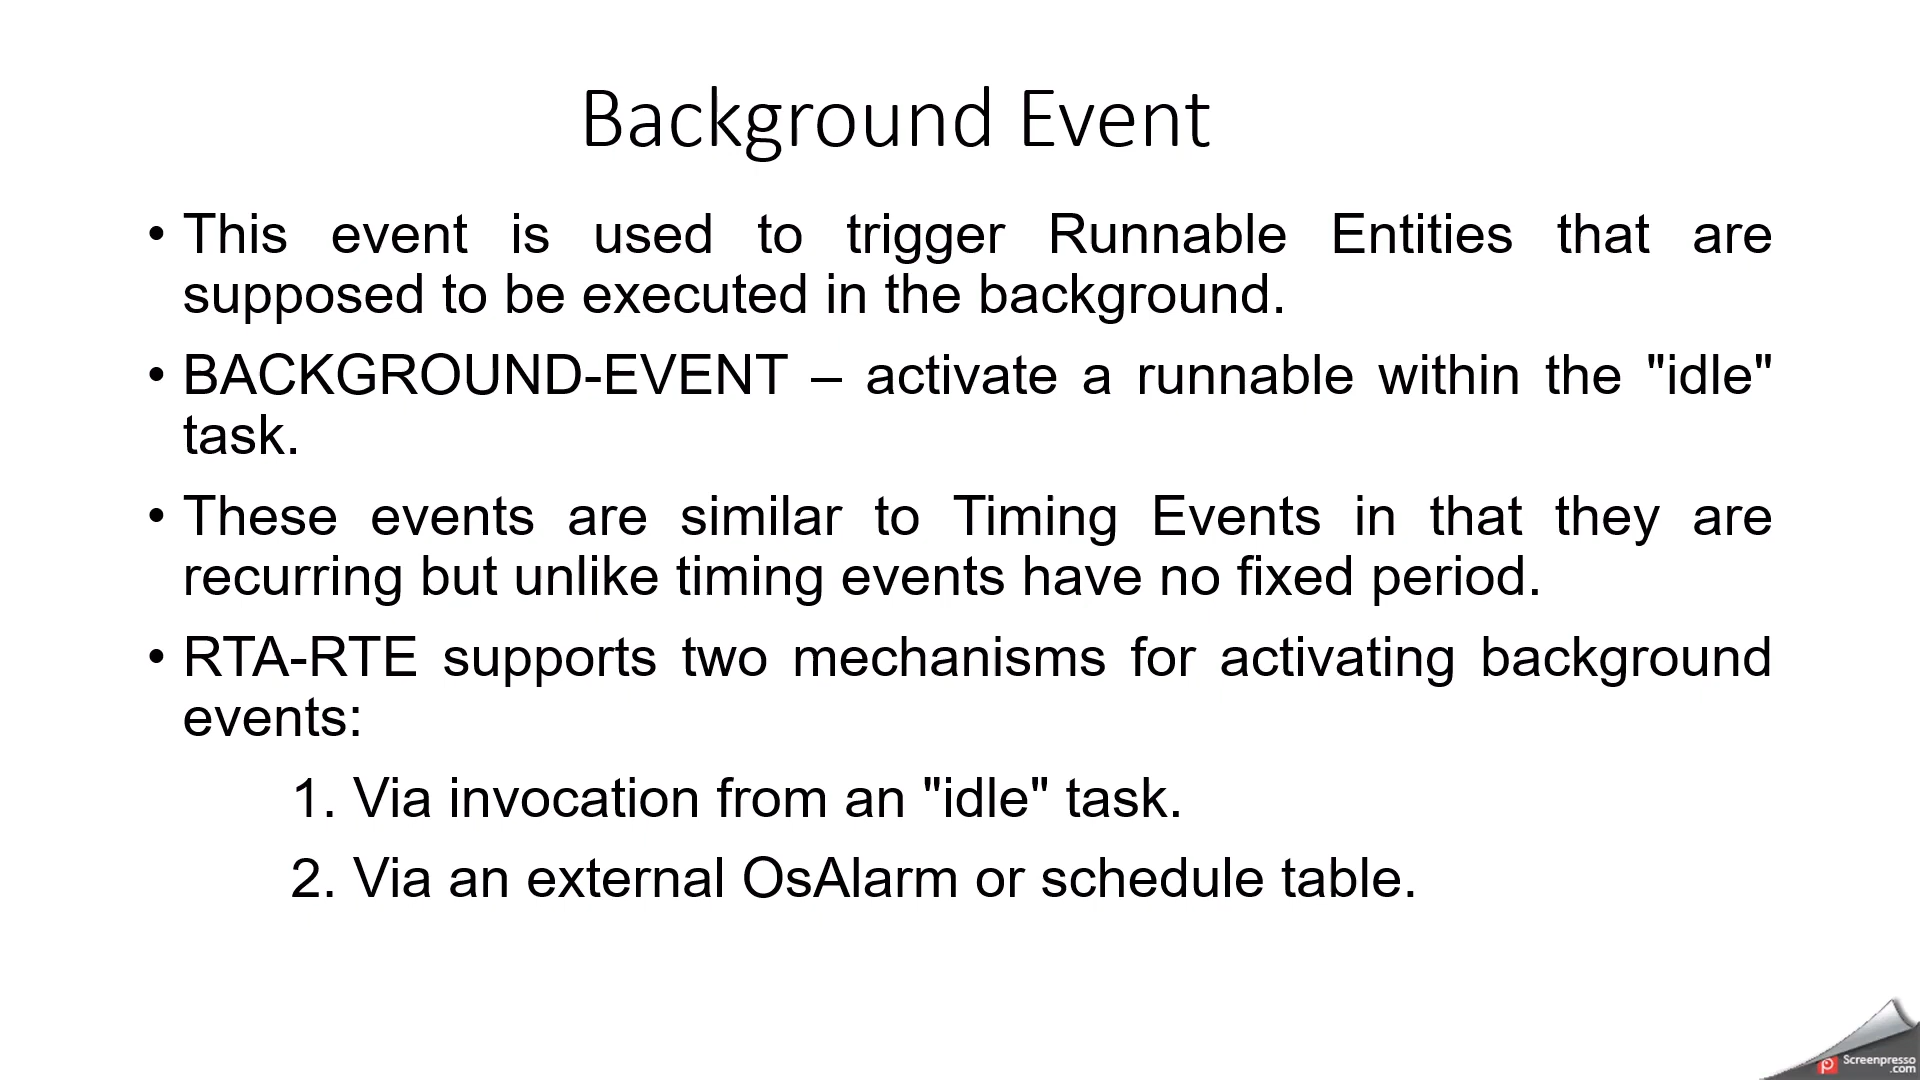 Background Event
• This event is used to trigger Runnable Entities that are
supposed to be executed in the background.
• BACKGROUND-EVENT – activate a runnable within the "idle"
task.
• These events are similar to Timing Events in that they are
recurring but unlike timing events have no fixed period.
• RTA-RTE supports two mechanisms for activating background
events:
1. Via invocation from an "idle" task.
2. Via an external OsAlarm or schedule table.
Screenpresso
.com